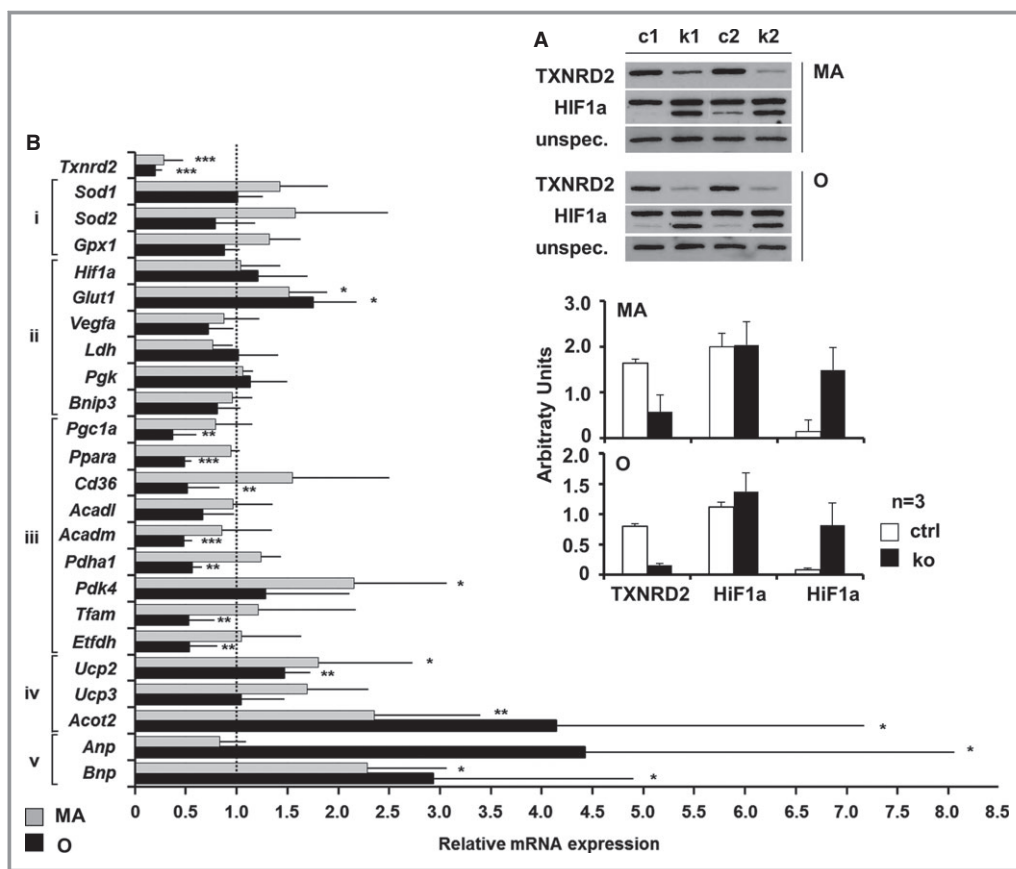 A
c1 k1 c2 k2
TXNRD2
HIF1a
unspec.
MA
TXNRD2
HIF1a
unspec.
O
B
Txnrd2 *** ***
i
Sod1
Sod2
Gpx1
ii
Hif1a
Glut1 * *
Vegfa
Ldh
Pgk
Bnip3
iii
Pgc1a **
Ppara ***
Cd36 **
Acadl
Acadm ***
Pdha1 **
Pdk4 *
Tfam **
Etfdh **
iv
Ucp2 * **
Ucp3
Acot2 ** *
v
Anp *
Bnp * *
0 0.5 1.0 1.5 2.0 2.5 3.0 3.5 4.0 4.5 5.0 5.5 6.0 6.5 7.0 7.5 8.0 8.5
Relative mRNA expression
MA
O
Arbitraty Units
3.0
MA
2.0
1.0
0
2.0
O
1.5
1.0
0.5
0
TXNRD2 HiF1a HiF1a
n=3
ctrl
ko